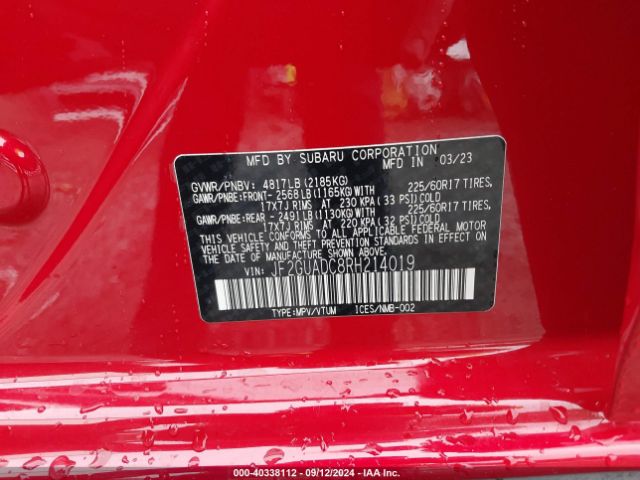 MFD BY SUBARU CORPORATION
MFD IN 03/23
GVWR/PNBV: 4817LB(2185KG)
GAWR/PNBE:FRONT-2568LB(1165KG)WITH 225/60R17 TIRES,
17X7J RIMS AT 230 KPA (33 PSI)COLD
GAWR/PNBE:REAR -2491LB(1130KG)WITH 225/60R17 TIRES,
17X7J RIMS AT 220 KPA(32 PSI)COLD
THIS VEHICLE CONFORMS TO ALL APPLICABLE FEDERAL MOTOR
VEHICLE SAFETY, BUMPER, AND THEFT PREVENTION STANDARDS IN
EFFECT ON THE DATE OF MANUFACTURE SHOWN ABOVE.
VIN: JF2GUADC8RH214019
TYPE:MPV/VTUM ICES/NMB-002
000-40338112 - 09/12/2024 - IAA Inc.